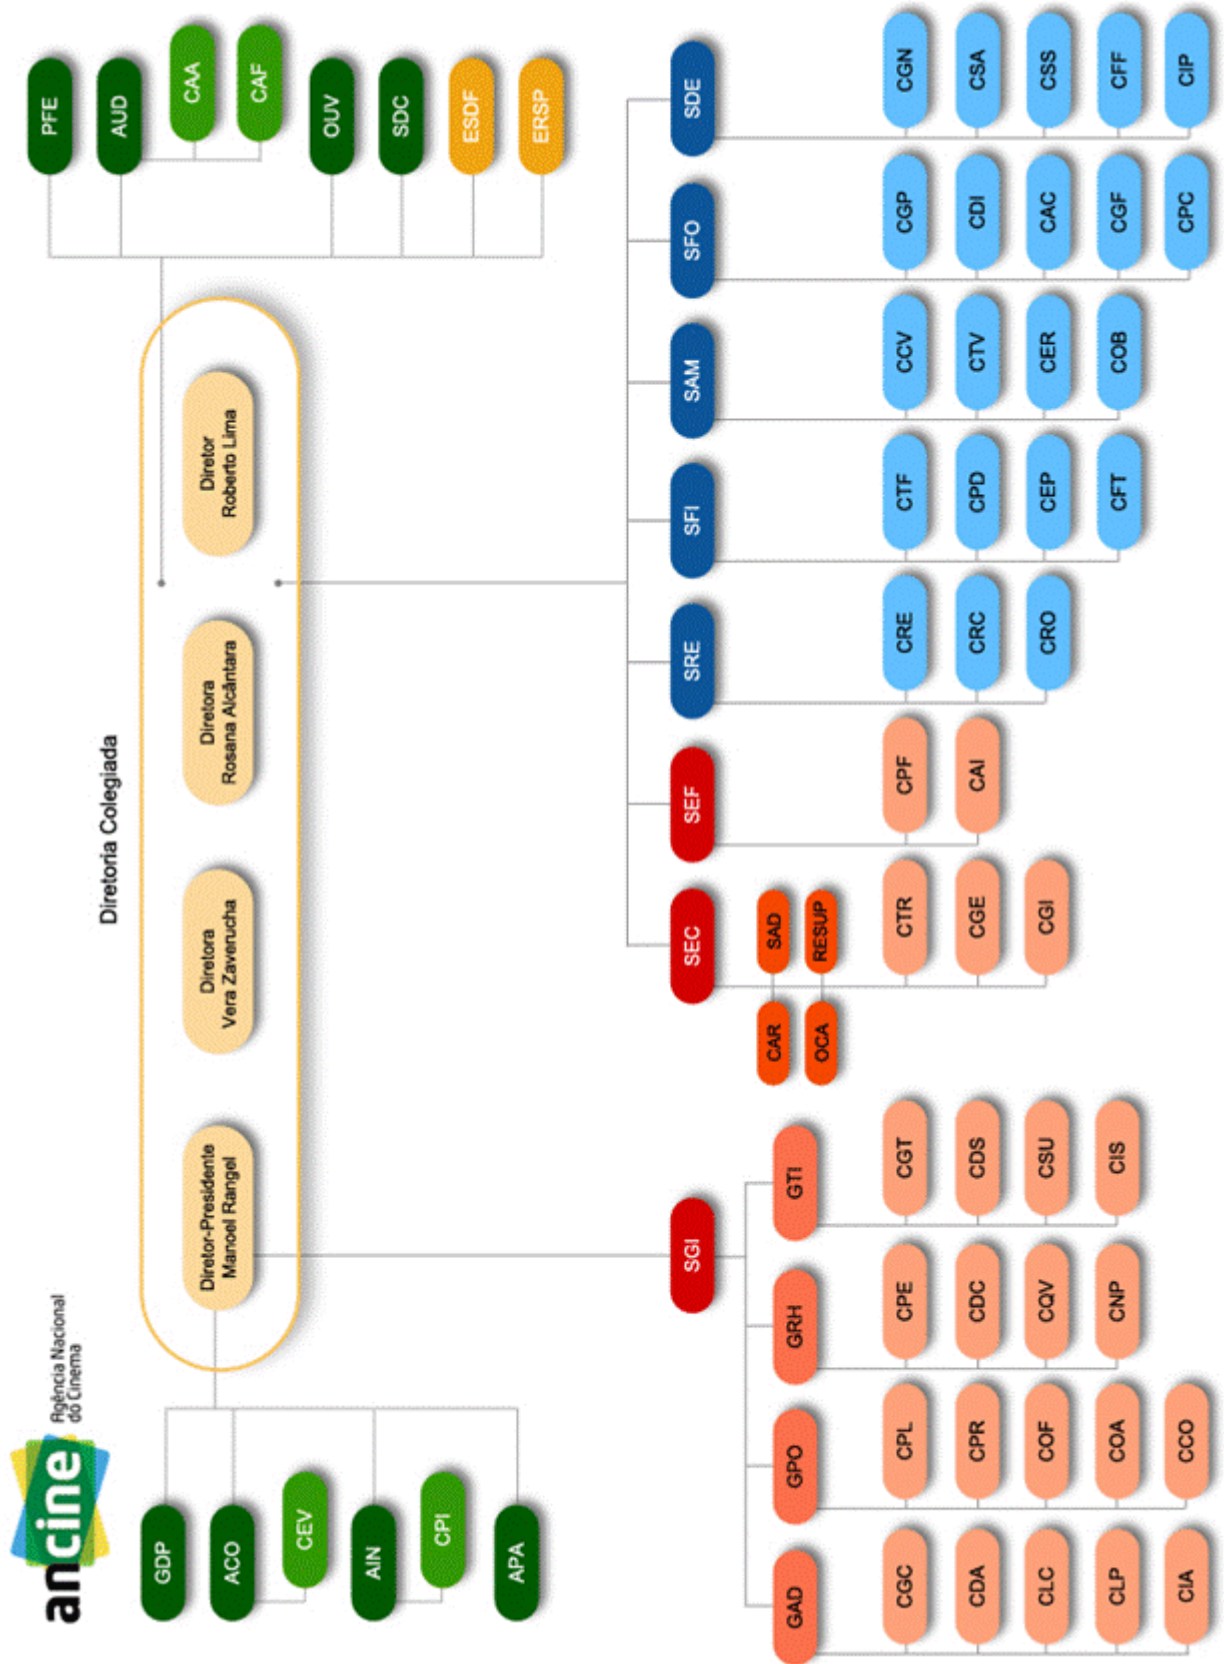 ancine
Agência Nacional
do Cinema
Diretoria Colegiada
Diretor-Presidente
Manoel Rangel
Diretora
Vera Zaverucha
Diretora
Rosana Alcântara
Diretor
Roberto Lima
GDP
ACO
CEV
AIN
CPI
APA
PFE
AUD
CAA
CAF
OUV
SDC
ESDF
ERSP
SGI
SEC
SEF
SRE
SFI
SAM
SFO
SDE
GAD
GPO
GRH
GTI
CAR
SAD
OCA
RESUP
CGC
CDA
CLC
CLP
CIA
CPL
CPR
COF
COA
CCO
CPE
CDC
CQV
CNP
CGT
CDS
CSU
CIS
CTR
CGE
CGI
CPF
CAI
CRE
CRC
CRO
CTF
CPD
CEP
CFT
CCV
CTV
CER
COB
CGP
CDI
CAC
CGF
CPC
CGN
CSA
CSS
CFF
CIP